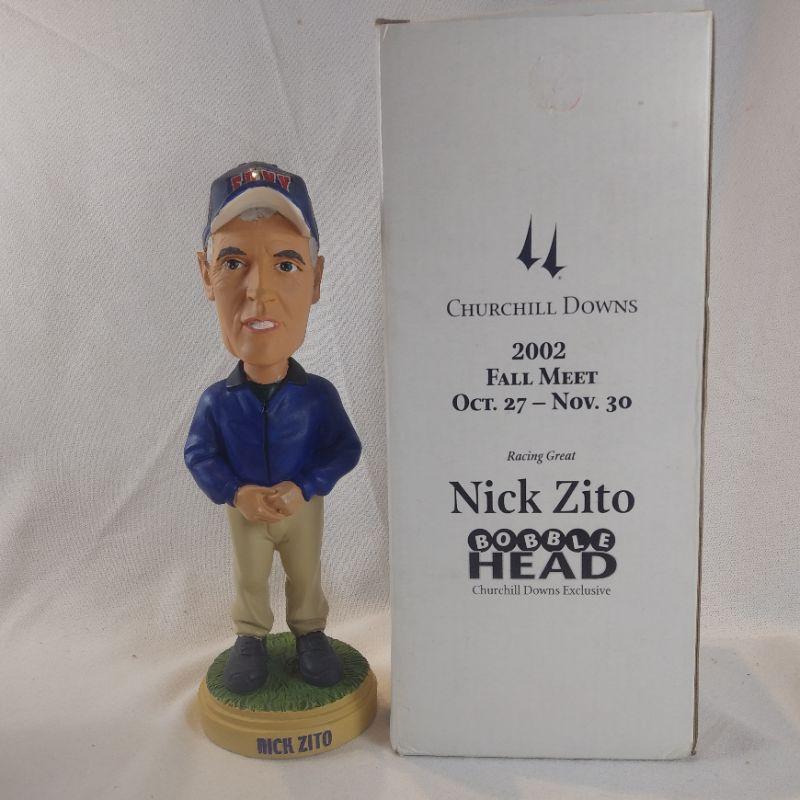 FDNY
NICK ZITO
CHURCHILL DOWNS
2002
FALL MEET
OCT. 27 – NOV. 30
Racing Great
Nick Zito
BOBBLE
HEAD
Churchill Downs Exclusive